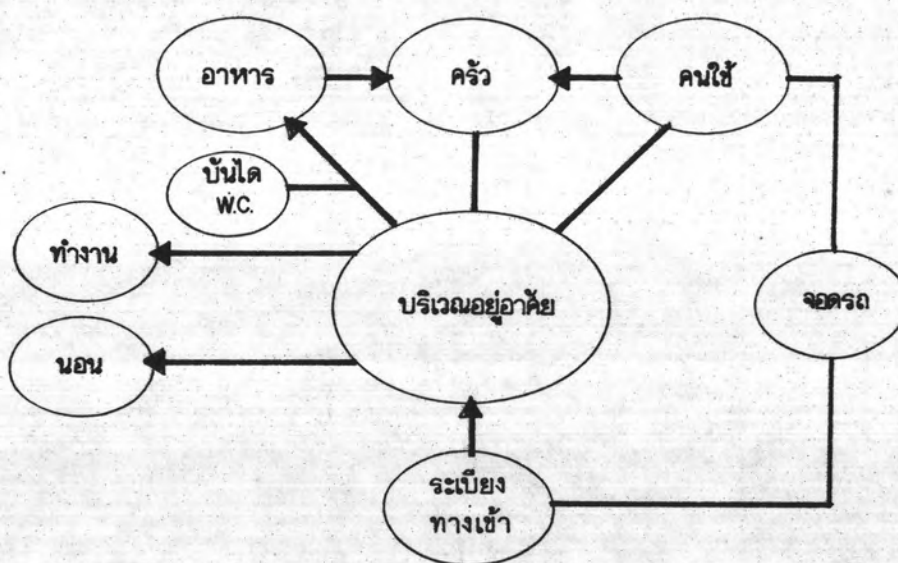 อาหาร
ครัว
คนใช้
บันได
W.C.
ทำงาน
บริเวณอยู่อาศัย
จอดรถ
นอน
ระเบียง
ทางเข้า